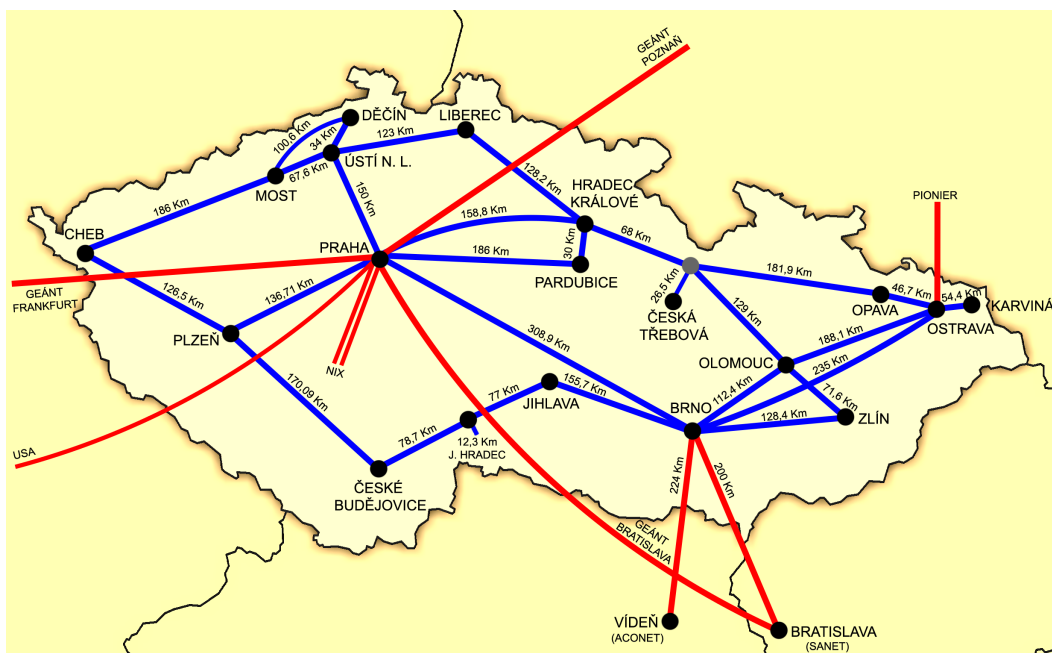 GEÁNT
POZNAŇ
DĚČÍN
LIBEREC
100,6 Km
34 Km
123 Km
ÚSTÍ N. L.
67,6 Km
MOST
128,2 Km
HRADEC
KRÁLOVÉ
186 Km
150 Km
158,8 Km
PIONIER
CHEB
PRAHA
30 Km
68 Km
186 Km
PARDUBICE
181,9 Km
26,5 Km
46,7 Km
54,4 Km
KARVINÁ
GEÁNT
FRANKFURT
126,5 Km
136,71 Km
ČESKÁ
TŘEBOVÁ
129 Km
OPAVA
OSTRAVA
PLZEŇ
308,9 Km
188,1 Km
NIX
OLOMOUC
235 Km
170,09 Km
JIHLAVA
155,7 Km
112,4 Km
71,6 Km
77 Km
BRNO
128,4 Km
ZLÍN
78,7 Km
12,3 Km
J. HRADEC
USA
ČESKÉ
BUDĚJOVICE
224 Km
200 Km
GEÁNT
BRATISLAVA
VÍDEŇ
(ACONET)
BRATISLAVA
(SANET)